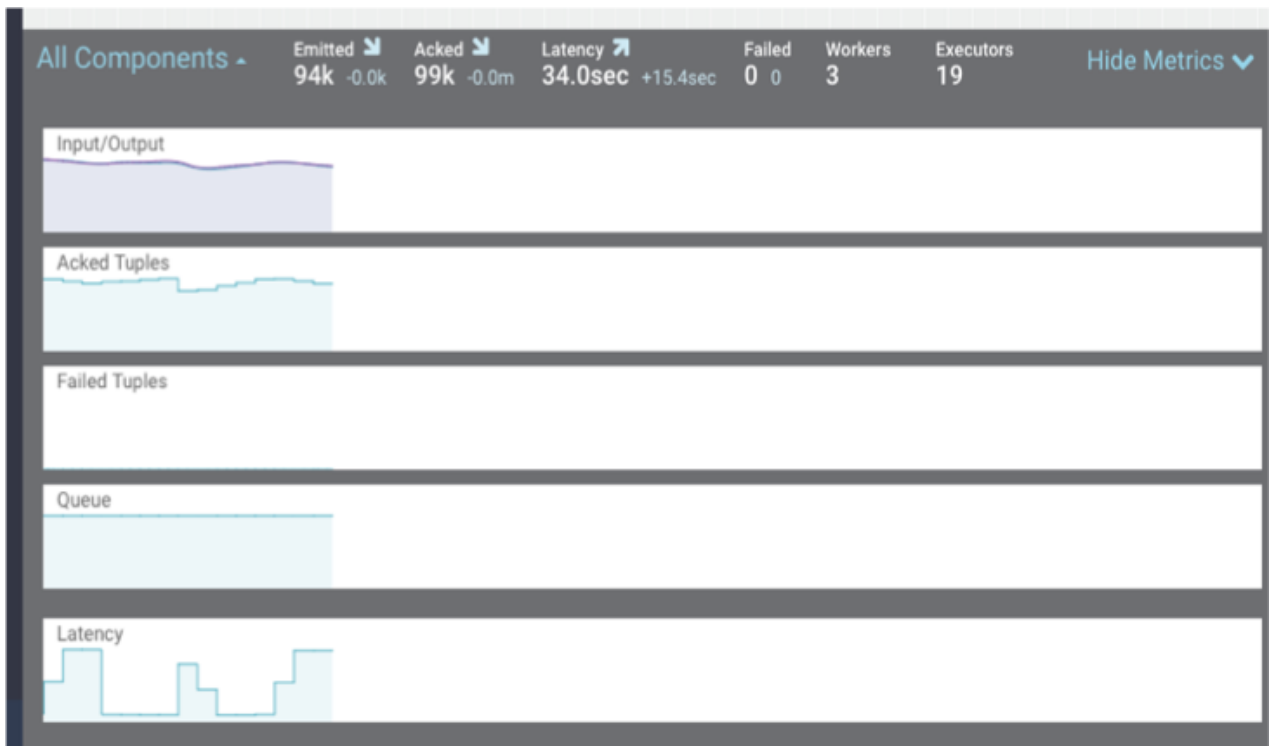 All Components
Emitted Acked Latency Failed Workers Executors
94k -0.0k 99k -0.0m 34.0sec +15.4sec 0 0 3 19
Hide Metrics
Input/Output
Acked Tuples
Failed Tuples
Queue
Latency